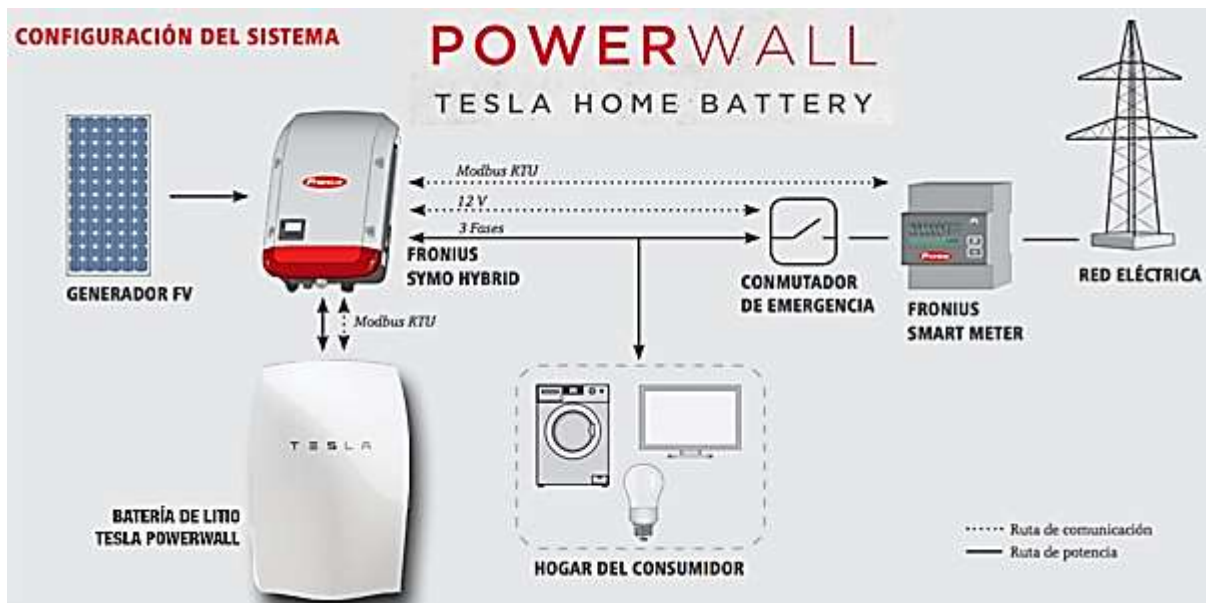 CONFIGURACIÓN DEL SISTEMA
POWERWALL
TESLA HOME BATTERY
Modbus RTU
12 V
3 Fases
Fronius
FRONIUS
SYMO HYBRID
GENERADOR FV
CONMUTADOR
DE EMERGENCIA
FRONIUS
SMART METER
RED ELÉCTRICA
Modbus RTU
TESLA
BATERÍA DE LITIO
TESLA POWERWALL
HOGAR DEL CONSUMIDOR
Ruta de comunicación
Ruta de potencia